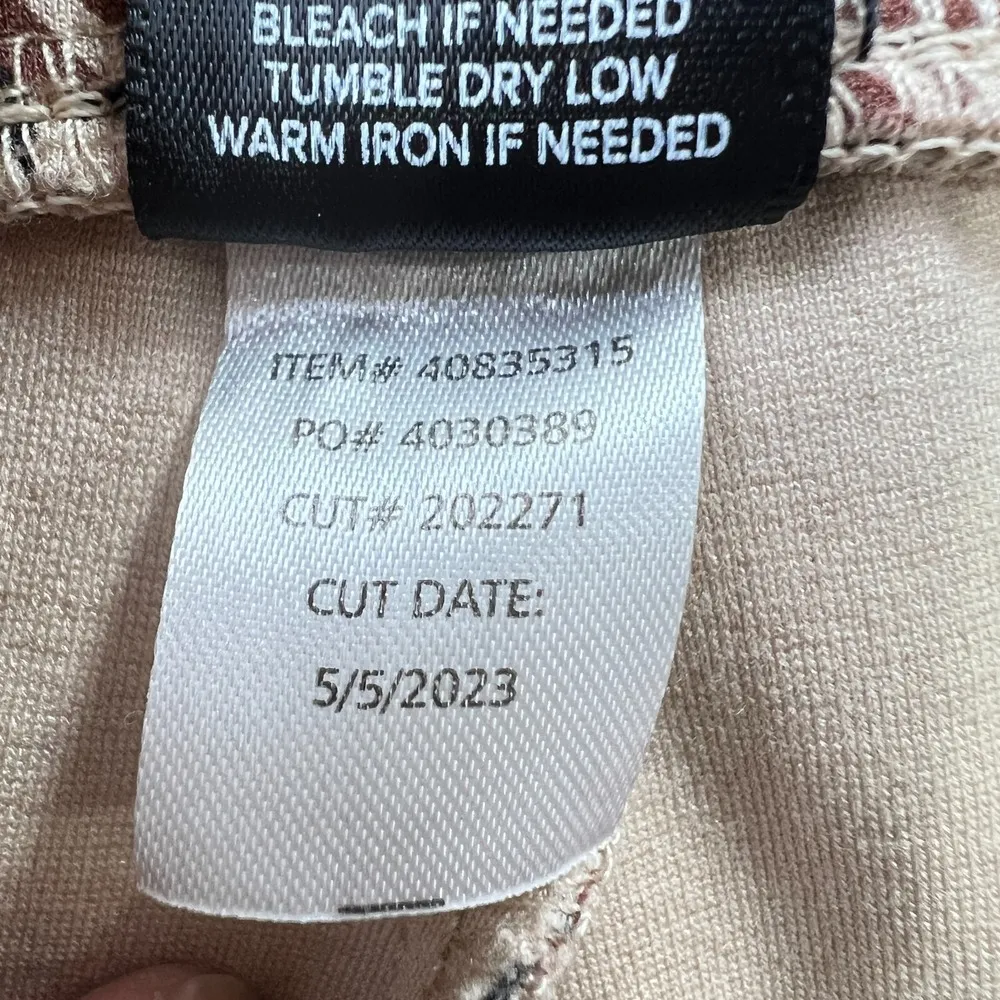 BLEACH IF NEEDED
TUMBLE DRY LOW
WARM IRON IF NEEDED
ITEM# 40835315
PO# 4030389
CUT# 202271
CUT DATE:
5/5/2023